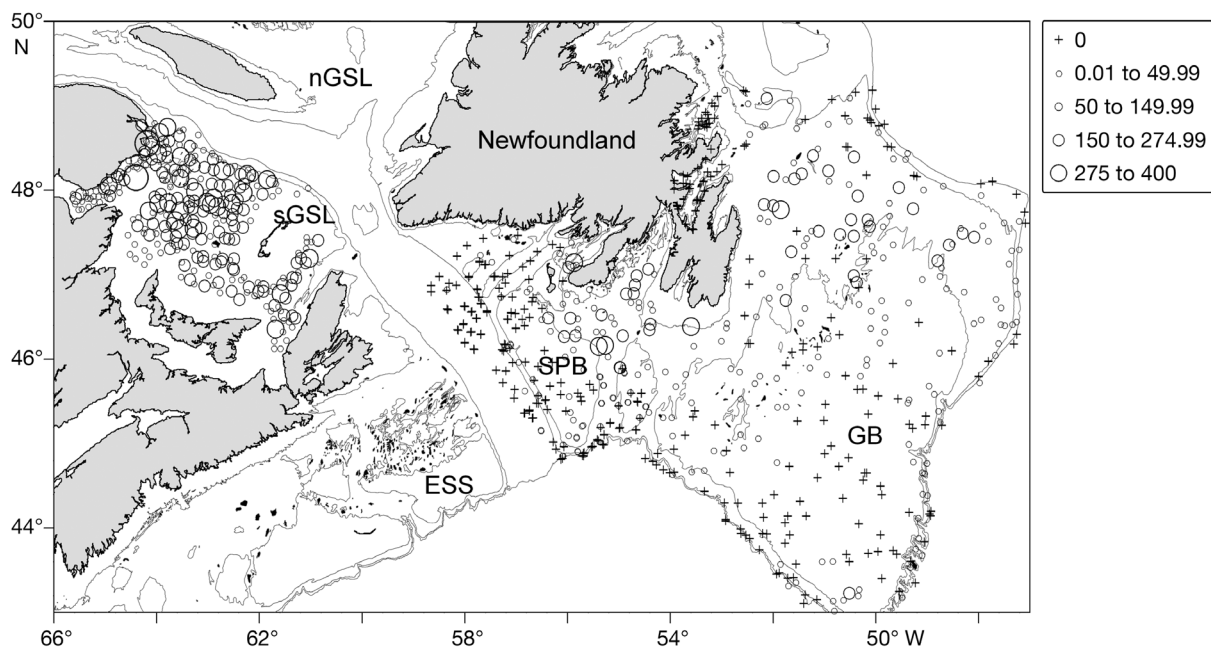 50°
N
nGSL
Newfoundland
48°
sGSL
46°
SPB
GB
ESS
44°
66°
62°
58°
54°
50° W
+ 0
0.01 to 49.99
50 to 149.99
150 to 274.99
275 to 400